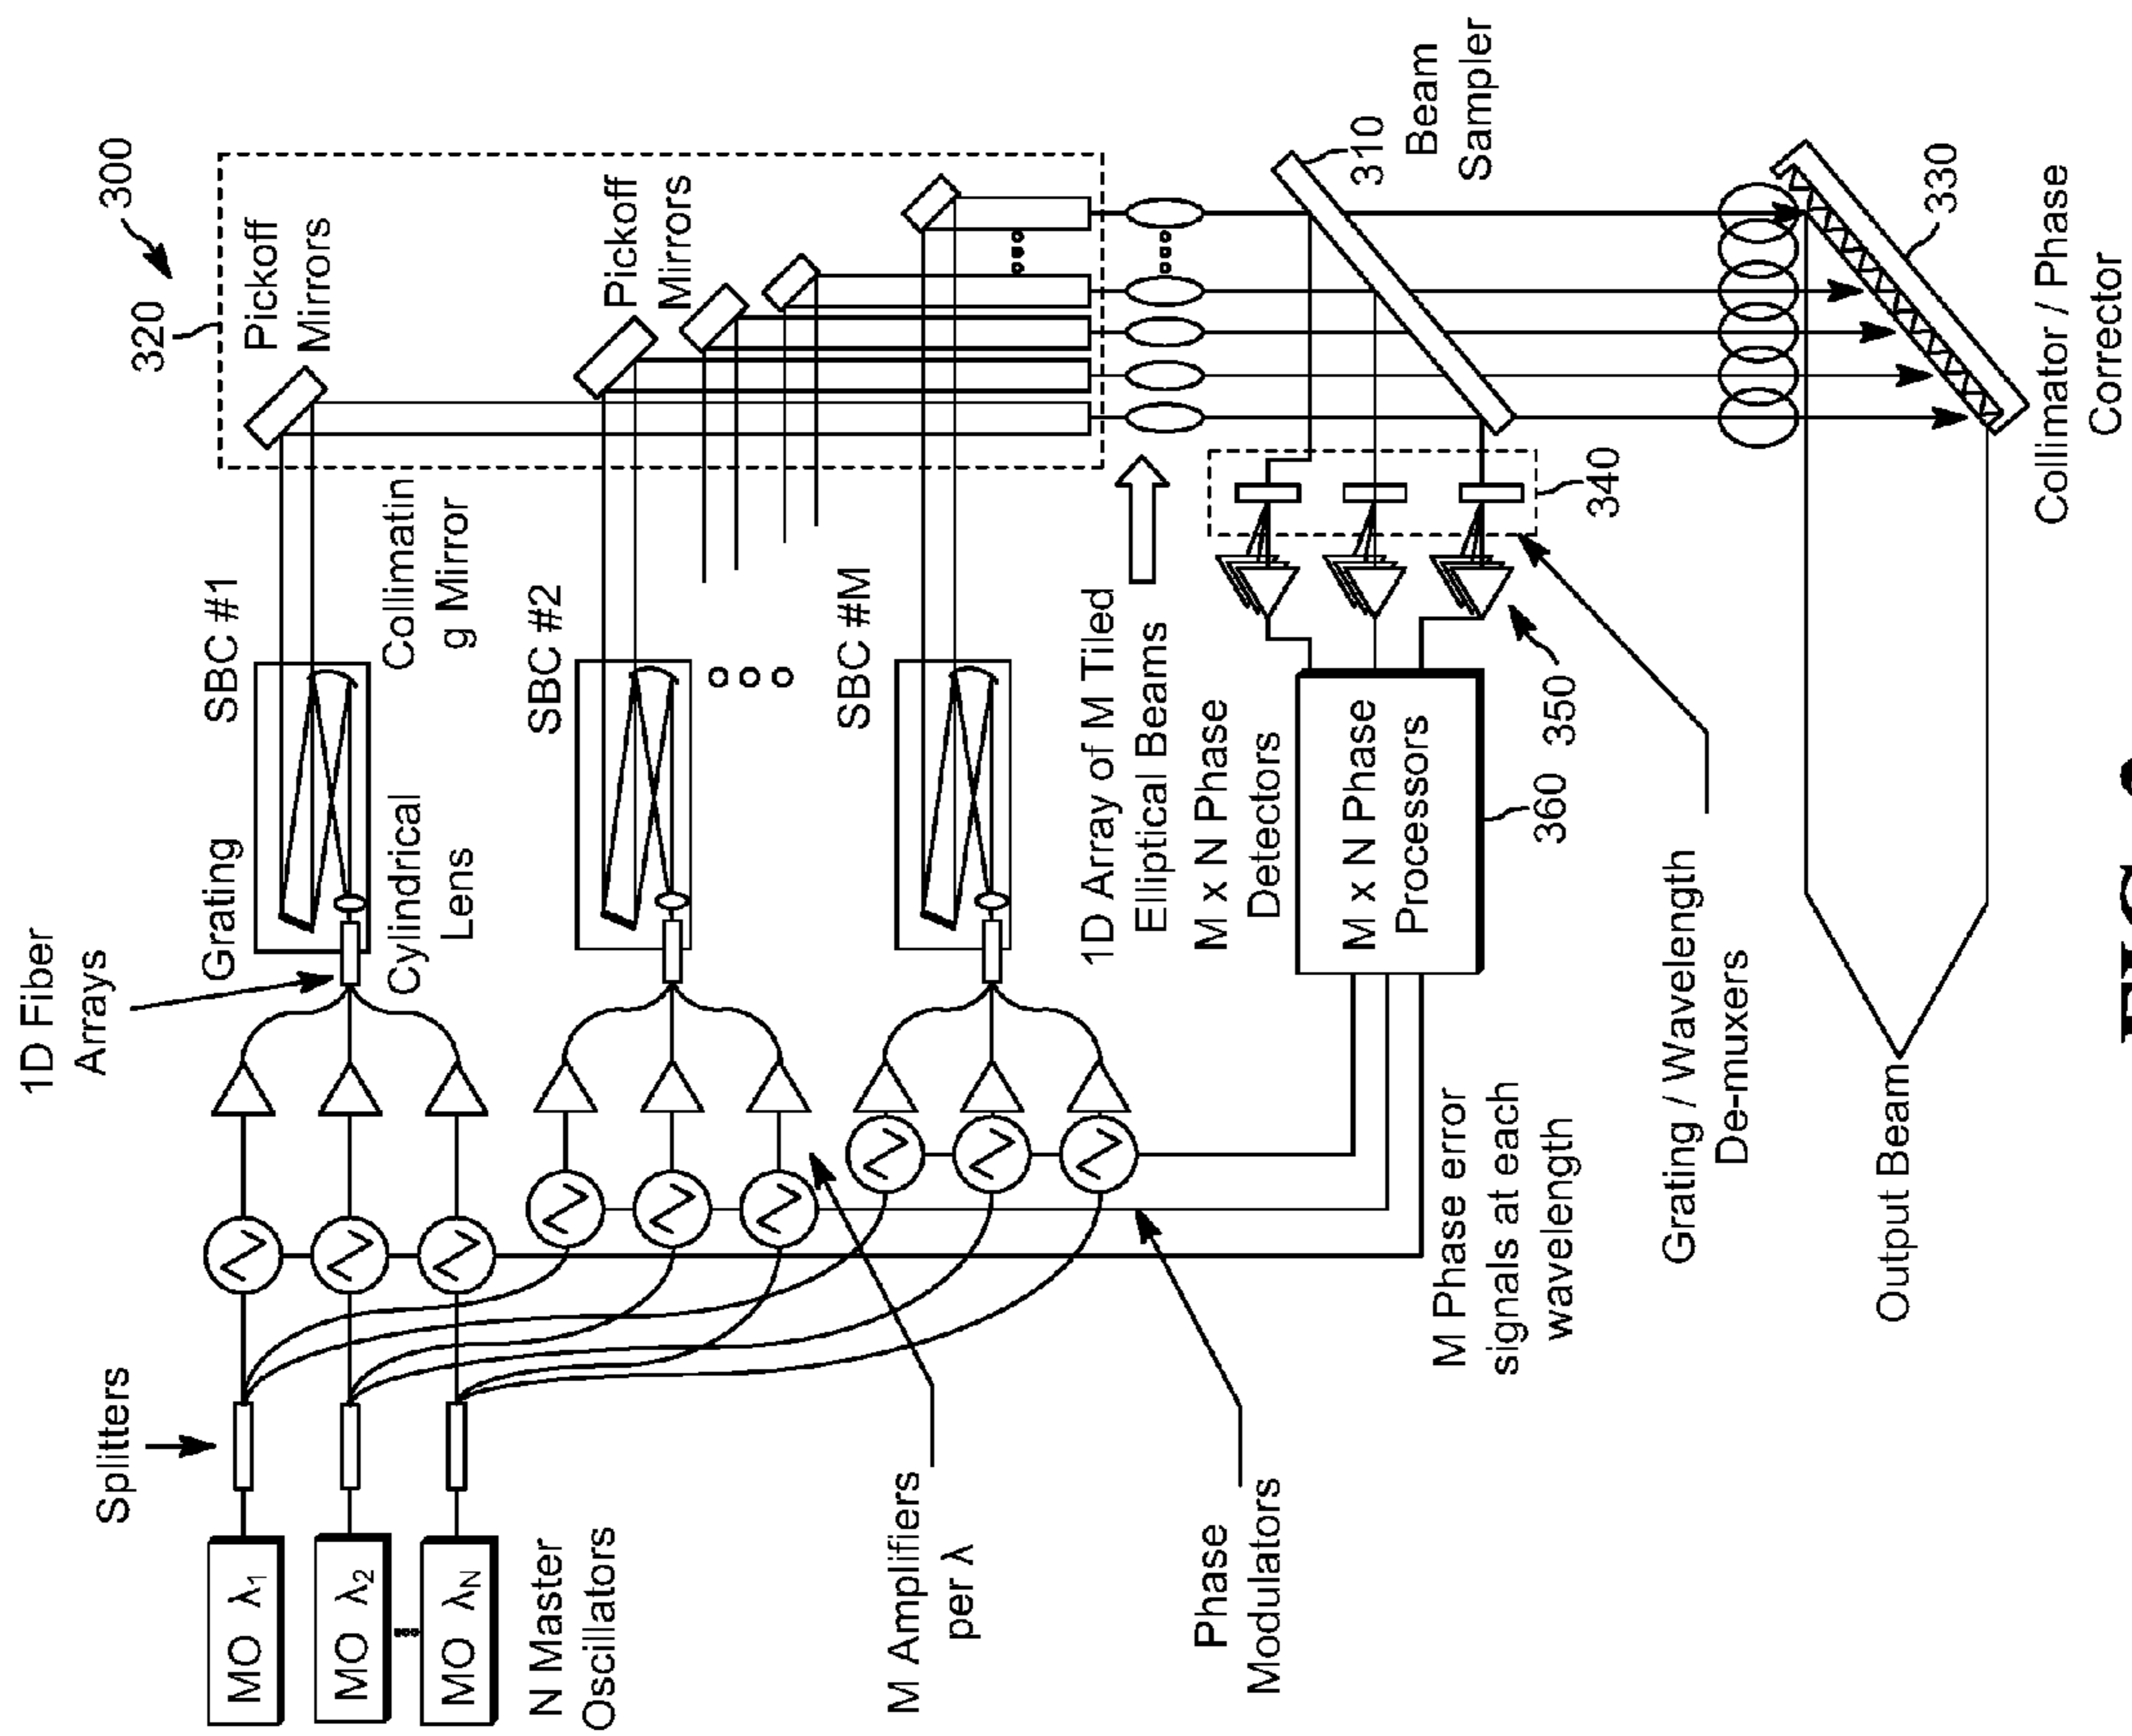 1D Fiber
Arrays
Splitters
300
320
Pickoff
Mirrors
Pickoff
Mirrors
SBC #1
Grating
Collimatin
g Mirror
Cylindrical
Lens
SBC #2
SBC #M
MO λ1
MO λ2
MO λN
N Master
Oscillators
M Amplifiers
per λ
Phase
Modulators
1D Array of M Tiled
Elliptical Beams
M x N Phase
Detectors
M x N Phase
Processors
360
350
340
310
Beam
Sampler
M Phase error
signals at each
wavelength
Grating / Wavelength
De-muxers
Output Beam
330
Collimator / Phase
Corrector